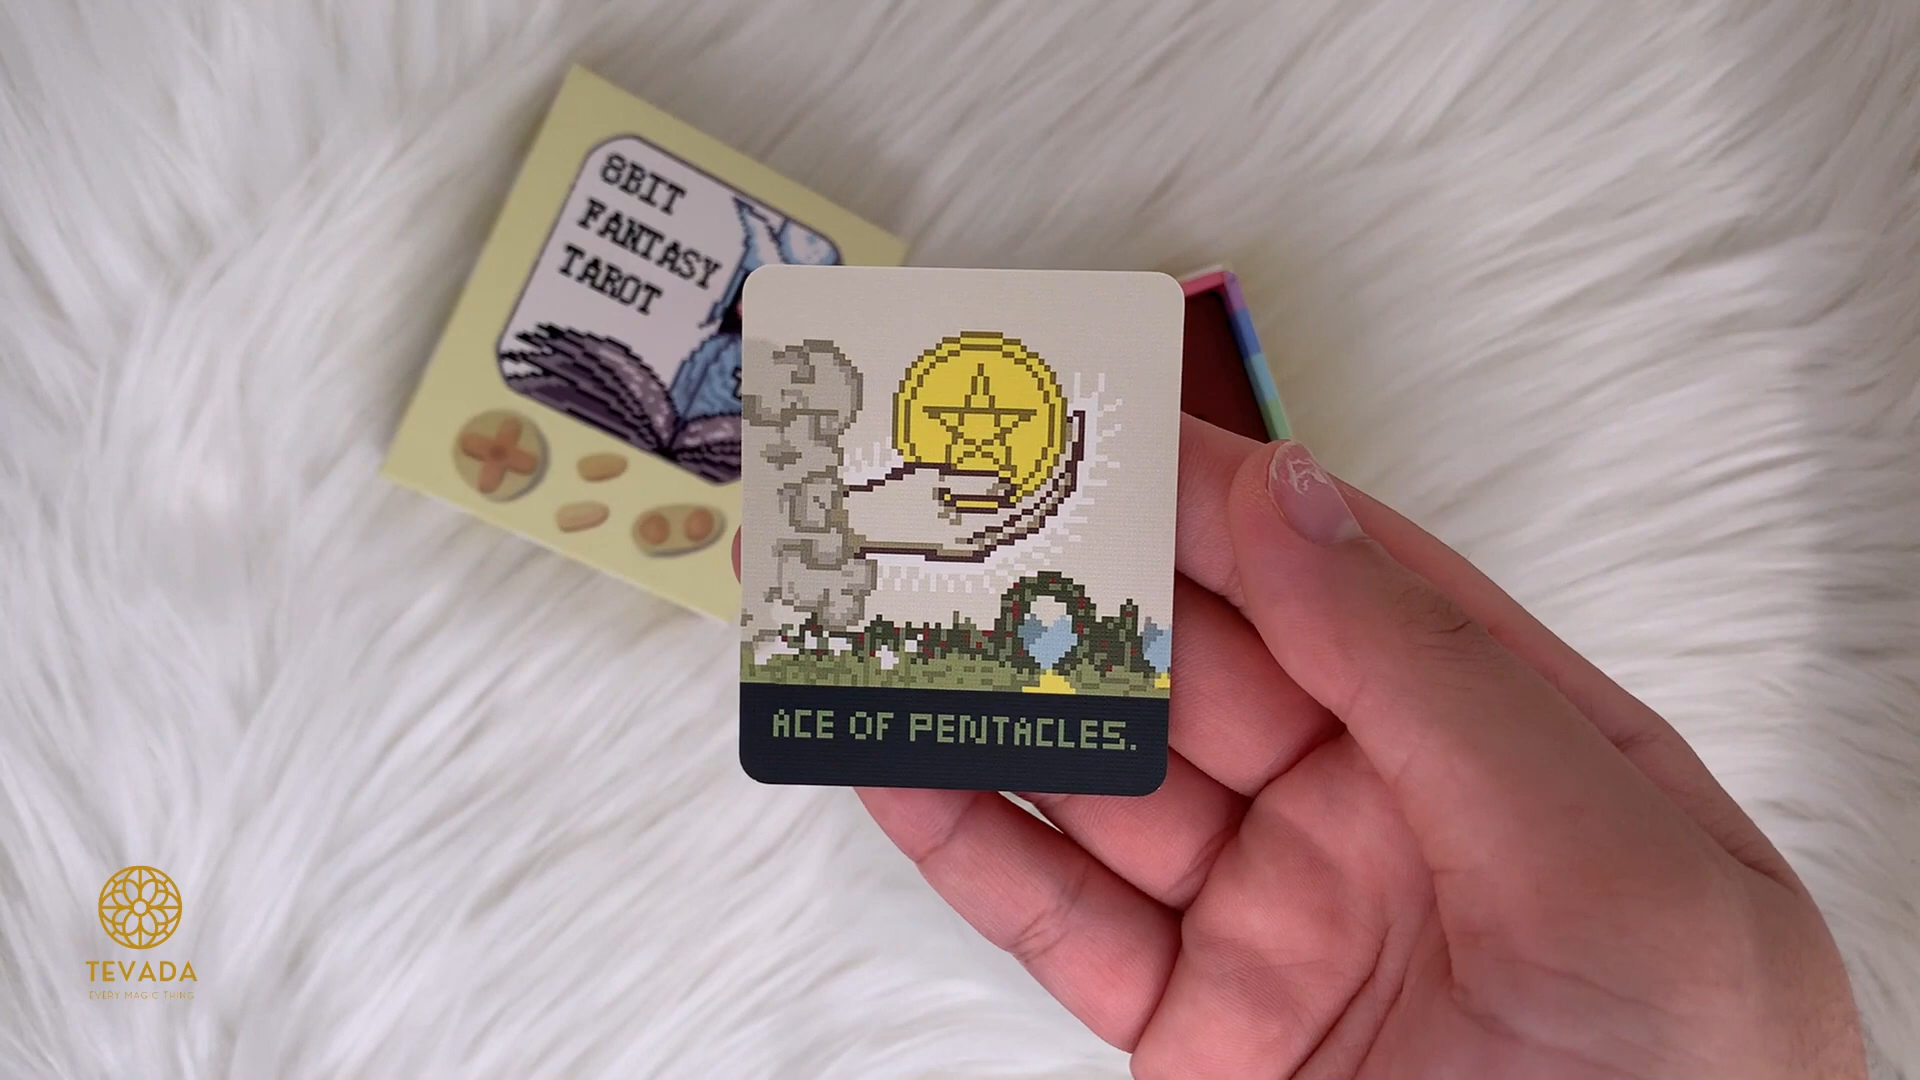 8BIT
FANTASY
TAROT
ACE OF PENTACLES.
TEVADA
EVERY MAGIC THING